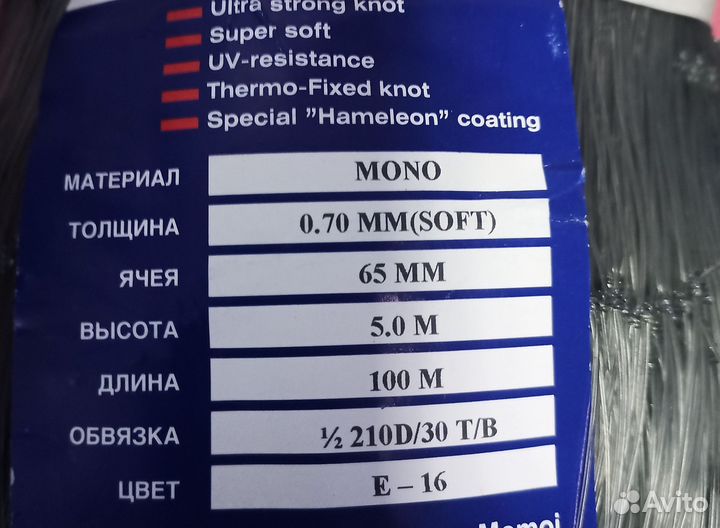 Ultra strong knot
Super soft
UV-resistance
Thermo-Fixed knot
Special "Hameleon" coating
МАТЕРИАЛ MONO
ТОЛЩИНА 0.70 MM(SOFT)
ЯЧЕЯ 65 MM
ВЫСОТА 5.0 M
ДЛИНА 100 M
ОБВЯЗКА ½ 210D/30 T/B
ЦВЕТ E – 16
Momoi
Avito